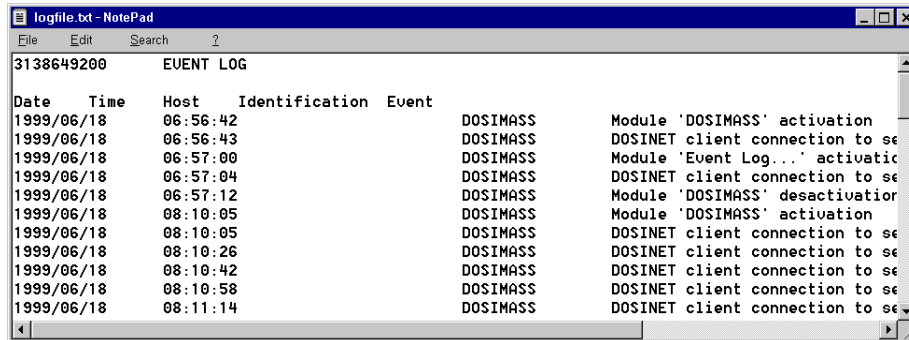 logfile.txt - NotePad
File Edit Search ?
3138649200 EVENT LOG
Date Time Host Identification Event
1999/06/18 06:56:42 DOSIMASS Module 'DOSIMASS' activation
1999/06/18 06:56:43 DOSIMASS DOSINET client connection to se
1999/06/18 06:57:00 DOSIMASS Module 'Event Log...' activatio
1999/06/18 06:57:04 DOSIMASS DOSINET client connection to se
1999/06/18 06:57:12 DOSIMASS Module 'DOSIMASS' desactivation
1999/06/18 08:10:05 DOSIMASS Module 'DOSIMASS' activation
1999/06/18 08:10:05 DOSIMASS DOSINET client connection to se
1999/06/18 08:10:26 DOSIMASS DOSINET client connection to se
1999/06/18 08:10:42 DOSIMASS DOSINET client connection to se
1999/06/18 08:10:58 DOSIMASS DOSINET client connection to se
1999/06/18 08:11:14 DOSIMASS DOSINET client connection to se